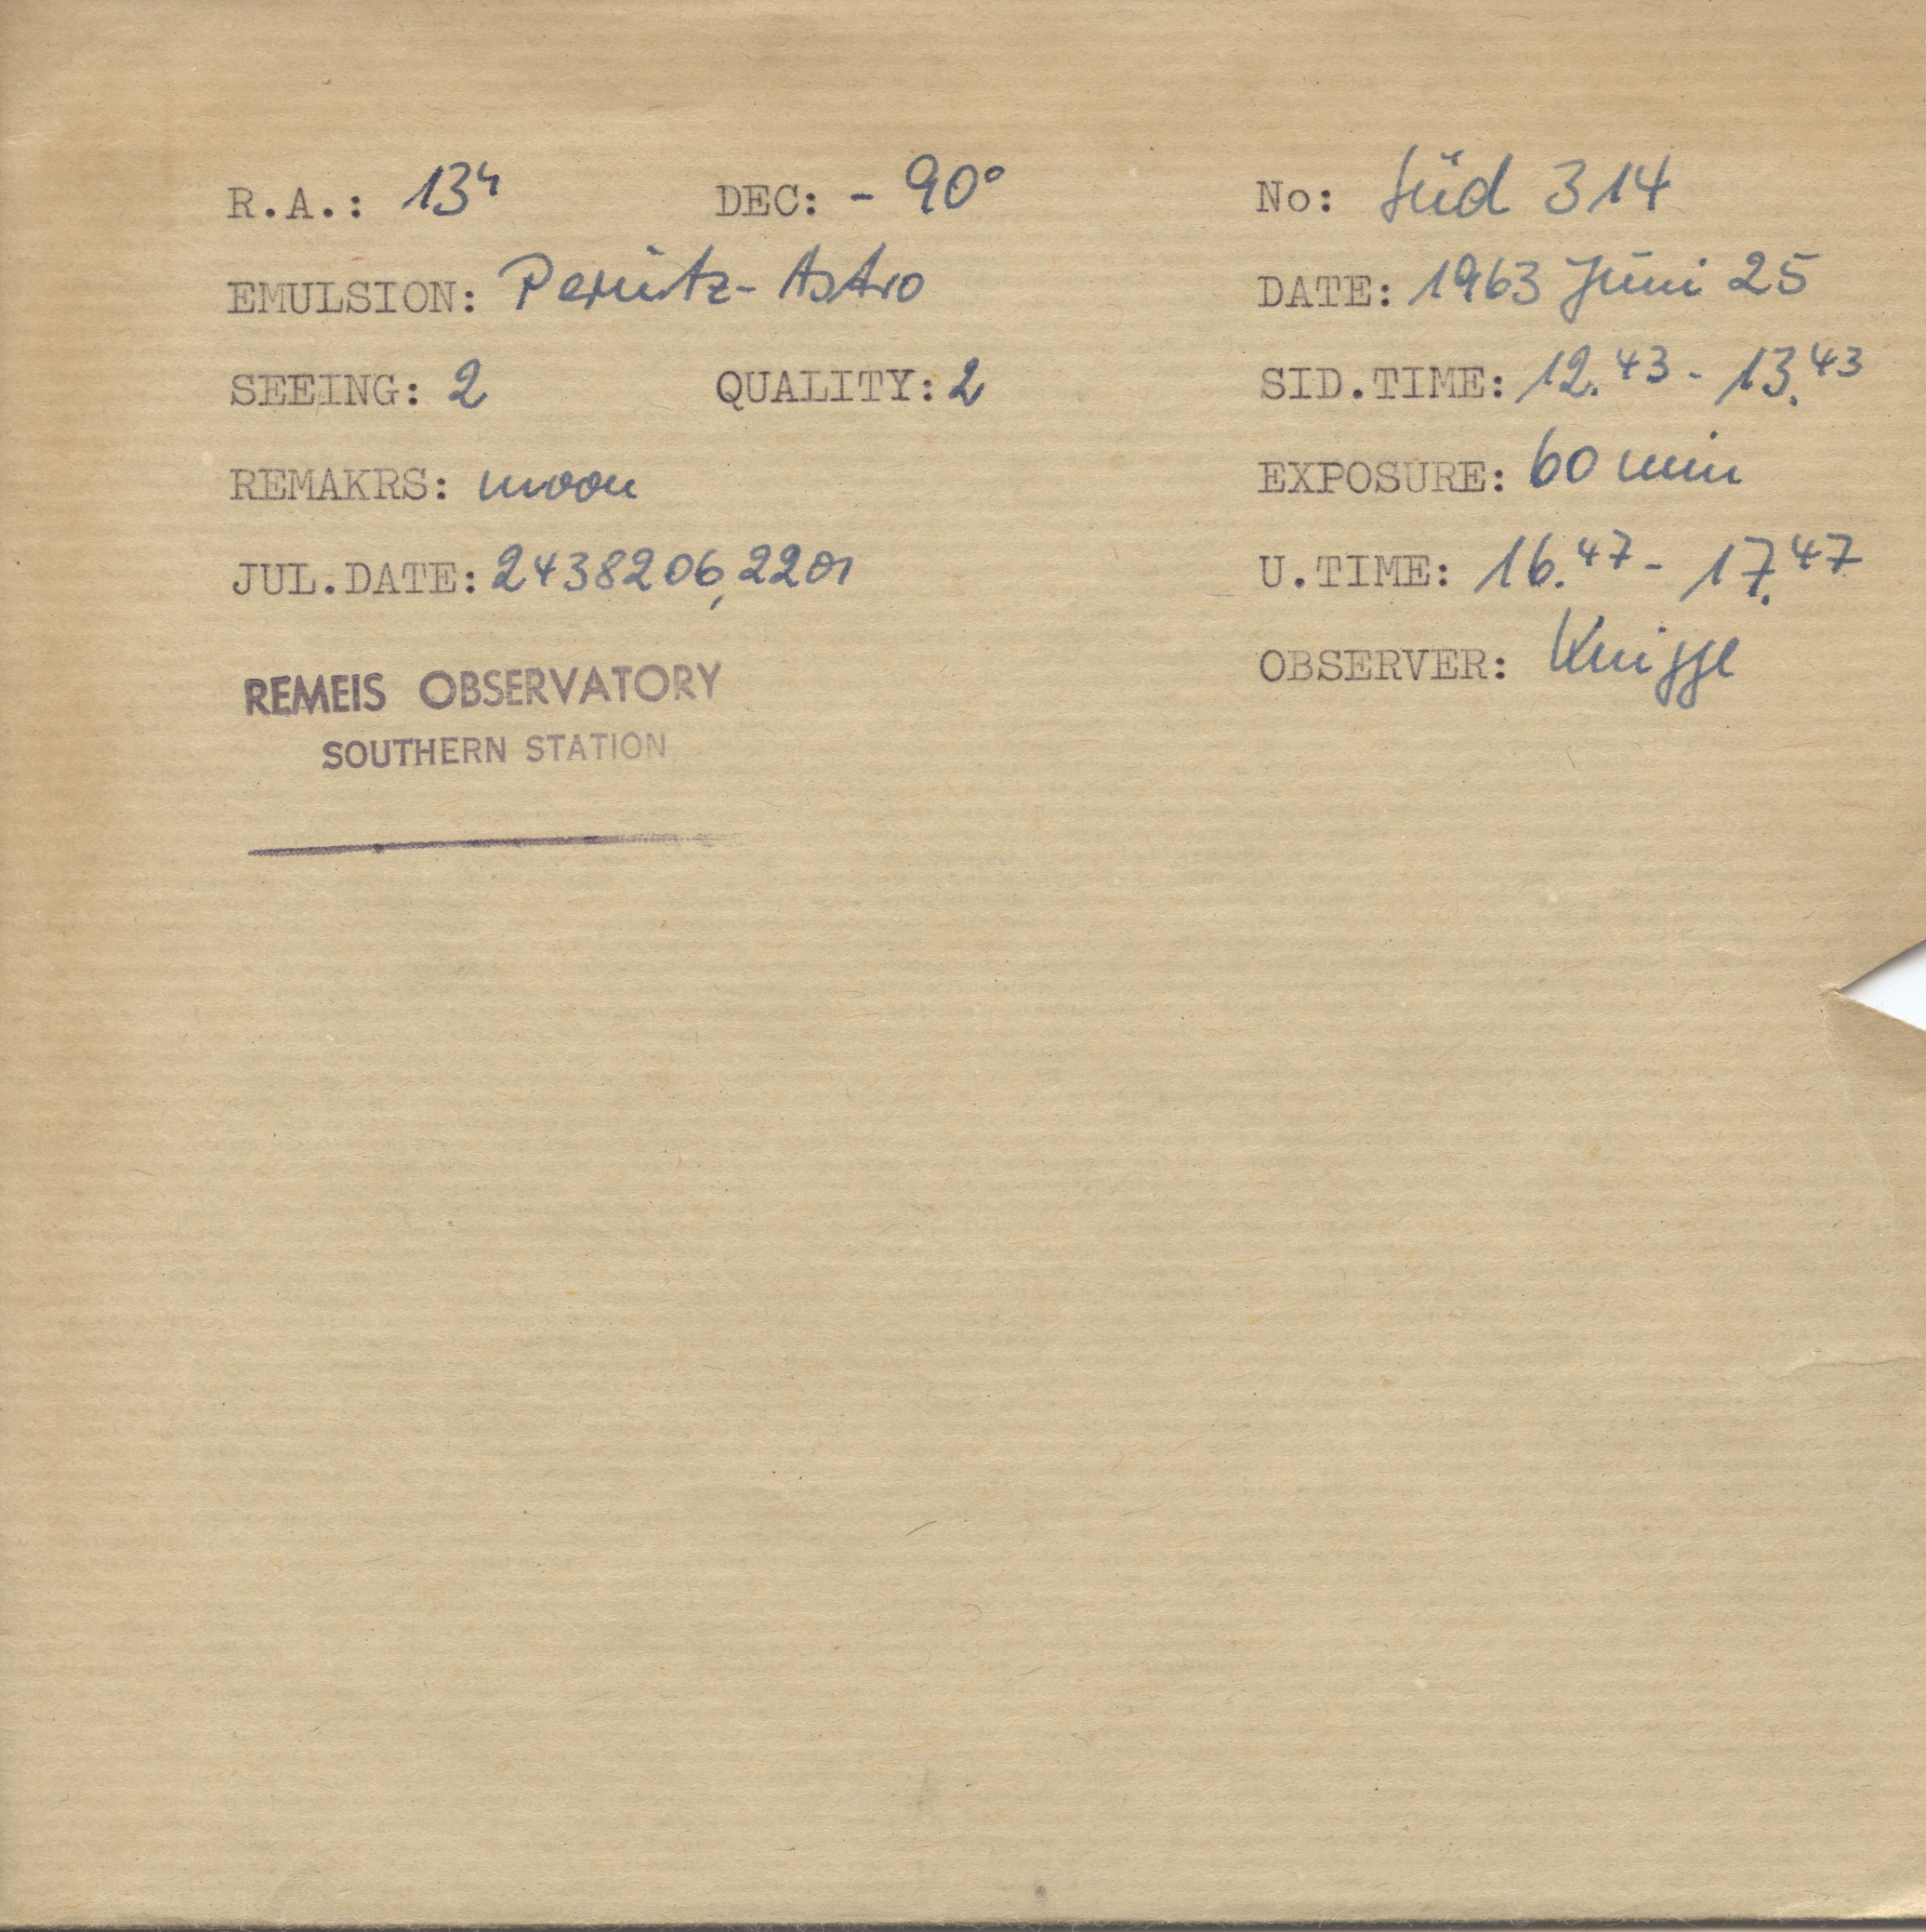 R.A.: 13h DEC: - 90° No: Süd 314
EMULSION: Perutz-Astro DATE: 1963 Juni 25
SEEING: 2 QUALITY: 2 SID.TIME: 12.43 - 13.43
REMAKRS: moon EXPOSURE: 60 min
JUL.DATE: 2438206,2201 U.TIME: 16.47 - 17.47
OBSERVER: Knigge
REMEIS OBSERVATORY
SOUTHERN STATION